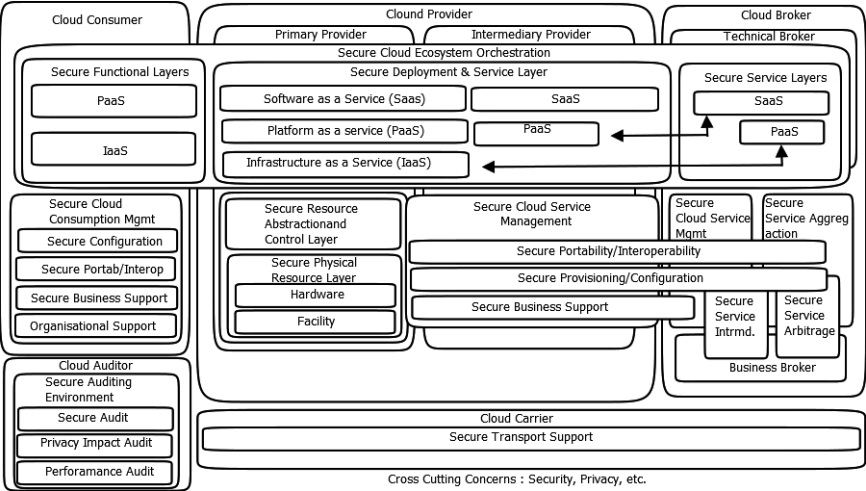 Cloud Consumer
Clound Provider
Cloud Broker
Primary Provider
Intermediary Provider
Technical Broker
Secure Cloud Ecosystem Orchestration
Secure Functional Layers
PaaS
IaaS
Secure Deployment & Service Layer
Software as a Service (Saas)
SaaS
Platform as a service (PaaS)
PaaS
Infrastructure as a Service (IaaS)
Secure Service Layers
SaaS
PaaS
Secure Cloud
Consumption Mgmt
Secure Configuration
Secure Portab/Interop
Secure Business Support
Organisational Support
Secure Resource
Abstractionand
Control Layer
Secure Physical
Resource Layer
Hardware
Facility
Secure Cloud Service
Management
Secure Portability/Interoperability
Secure Provisioning/Configuration
Secure Business Support
Secure
Cloud Service
Mgmt
Secure
Service Aggreg
action
Secure
Service
Intrmd.
Secure
Service
Arbitrage
Business Broker
Cloud Auditor
Secure Auditing
Environment
Secure Audit
Privacy Impact Audit
Perforamance Audit
Cloud Carrier
Secure Transport Support
Cross Cutting Concerns : Security, Privacy, etc.